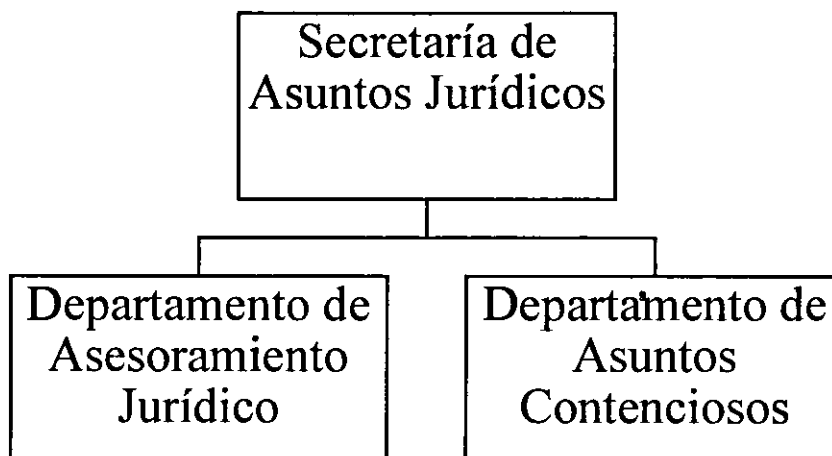 Secretaría de
Asuntos Jurídicos
Departamento de
Asesoramiento
Jurídico
Departamento de
Asuntos
Contenciosos